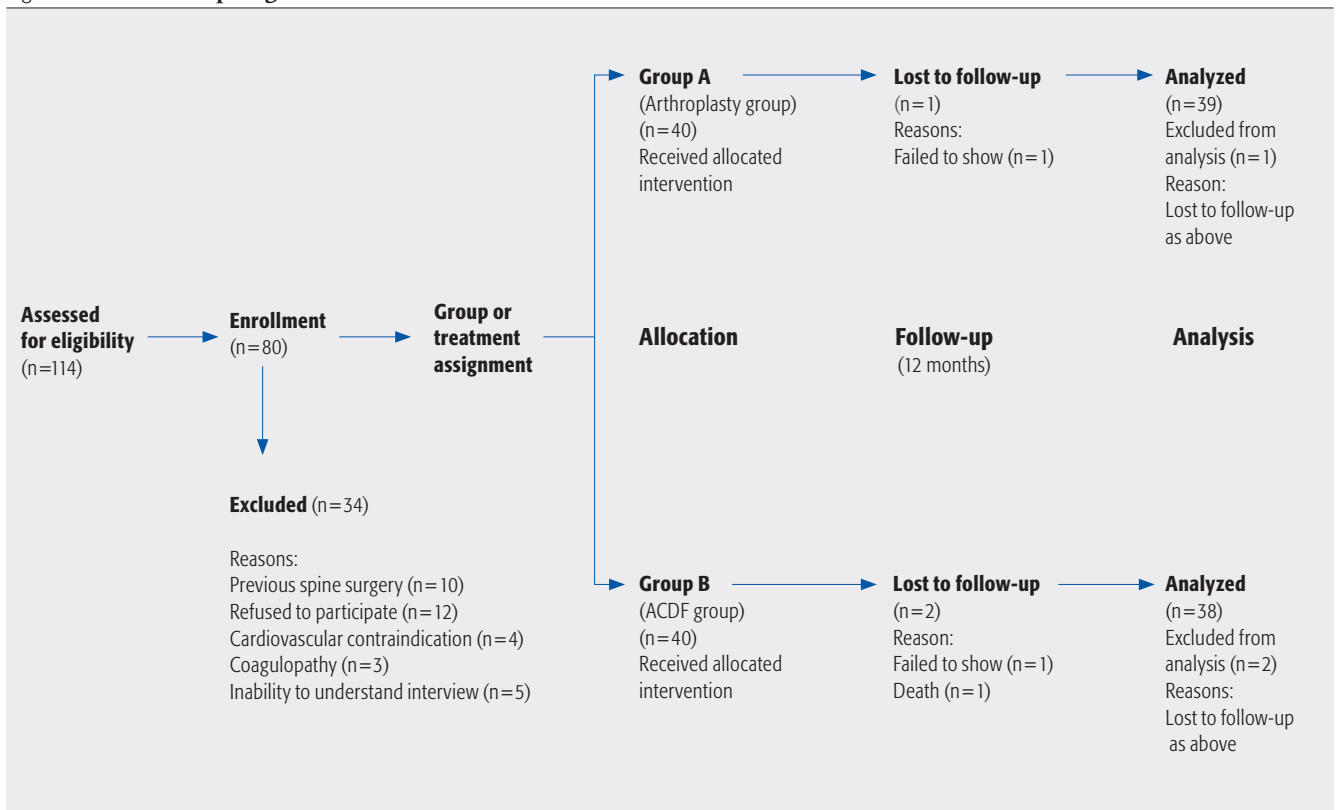 Assessed
for eligibility
(n=114)
Enrollment
(n=80)
Excluded (n=34)
Reasons:
Previous spine surgery (n=10)
Refused to participate (n=12)
Cardiovascular contraindication (n=4)
Coagulopathy (n=3)
Inability to understand interview (n=5)
Group or
treatment
assignment
Group A
(Arthroplasty group)
(n=40)
Received allocated
intervention
Lost to follow-up
(n=1)
Reasons:
Failed to show (n=1)
Analyzed
(n=39)
Excluded from
analysis (n=1)
Reason:
Lost to follow-up
as above
Allocation
Follow-up
(12 months)
Analysis
Group B
(ACDF group)
(n=40)
Received allocated
intervention
Lost to follow-up
(n=2)
Reason:
Failed to show (n=1)
Death (n=1)
Analyzed
(n=38)
Excluded from
analysis (n=2)
Reasons:
Lost to follow-up
as above